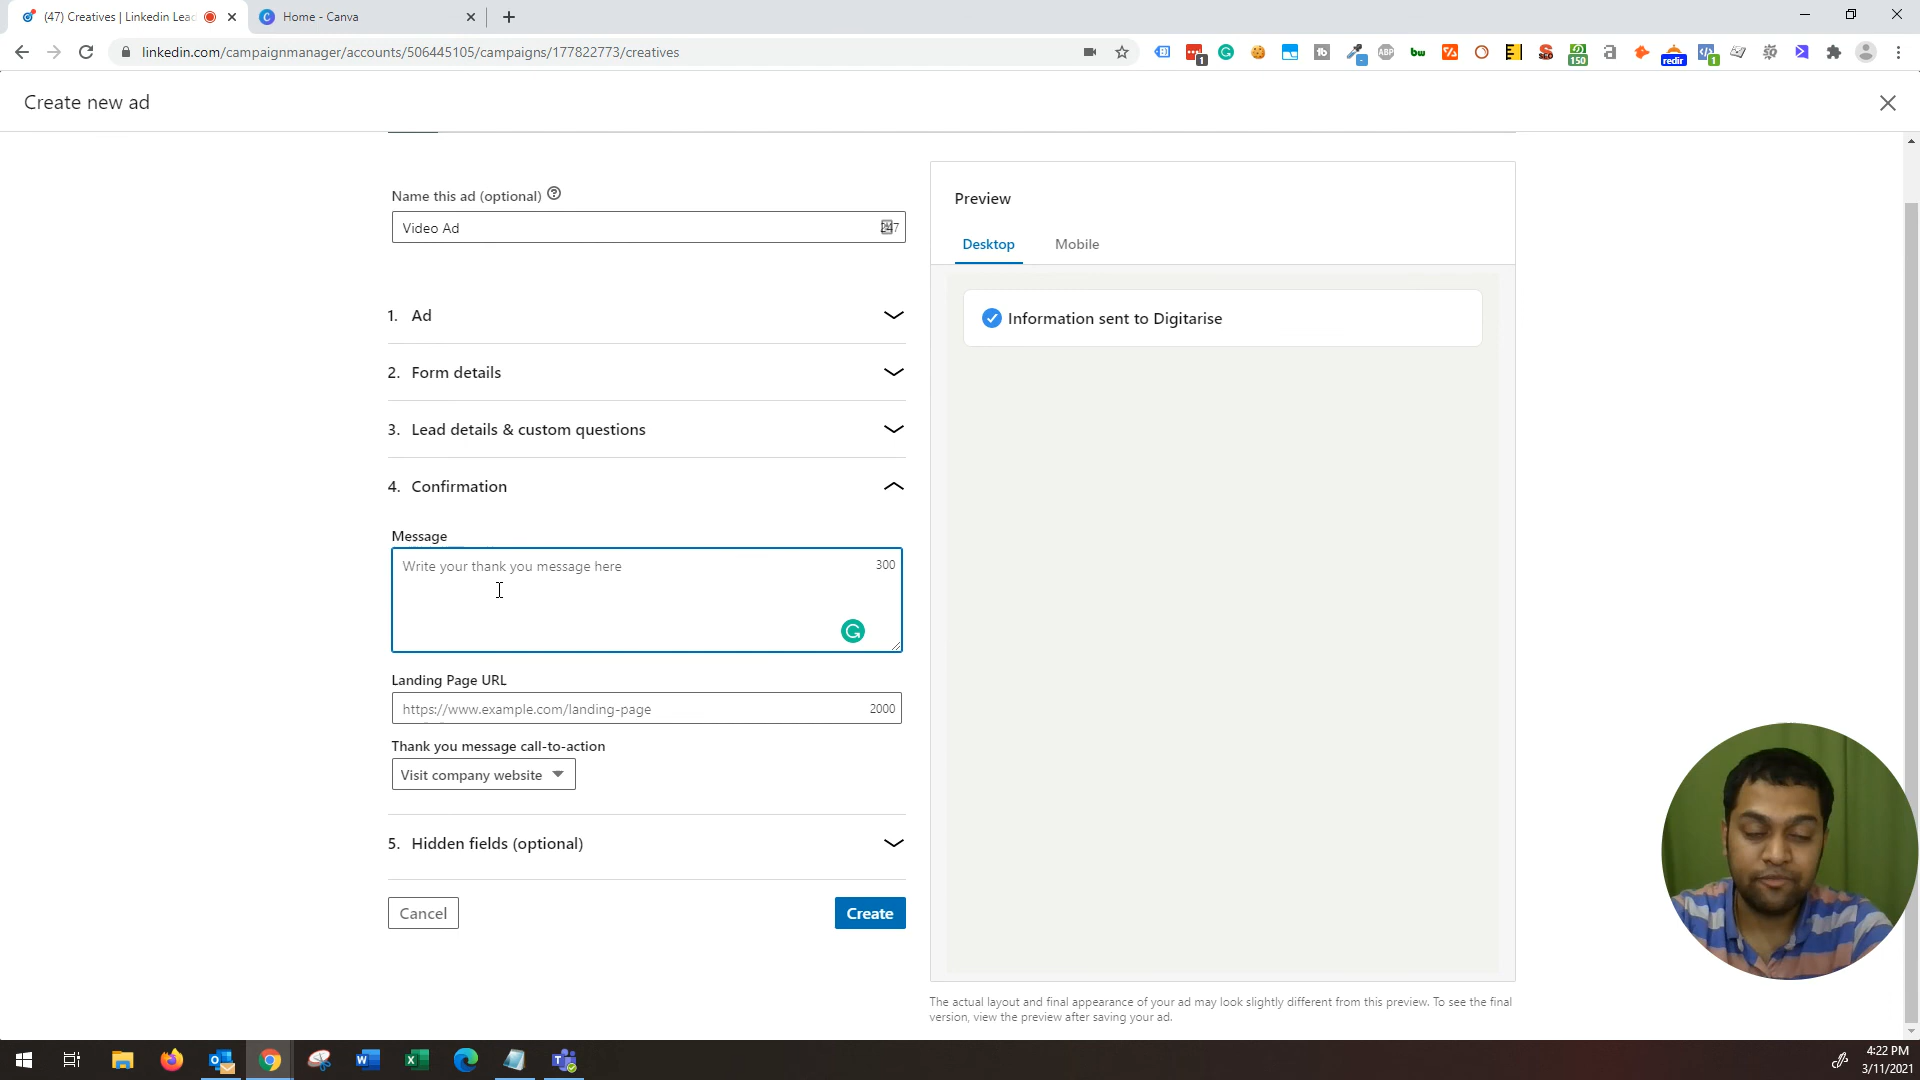 (47) Creatives | Linkedin Lea
Home - Canva
linkedin.com/campaignmanager/accounts/506445105/campaigns/177822773/creatives
Create new ad
Name this ad (optional)
Video Ad
1. Ad
2. Form details
3. Lead details & custom questions
4. Confirmation
Message
Write your thank you message here
300
Landing Page URL
https://www.example.com/landing-page
2000
Thank you message call-to-action
Visit company website
5. Hidden fields (optional)
Cancel
Create
Preview
Desktop
Mobile
Information sent to Digitarise
The actual layout and final appearance of your ad may look slightly different from this preview. To see the final
version, view the preview after saving your ad.
4:22 PM
3/11/2021